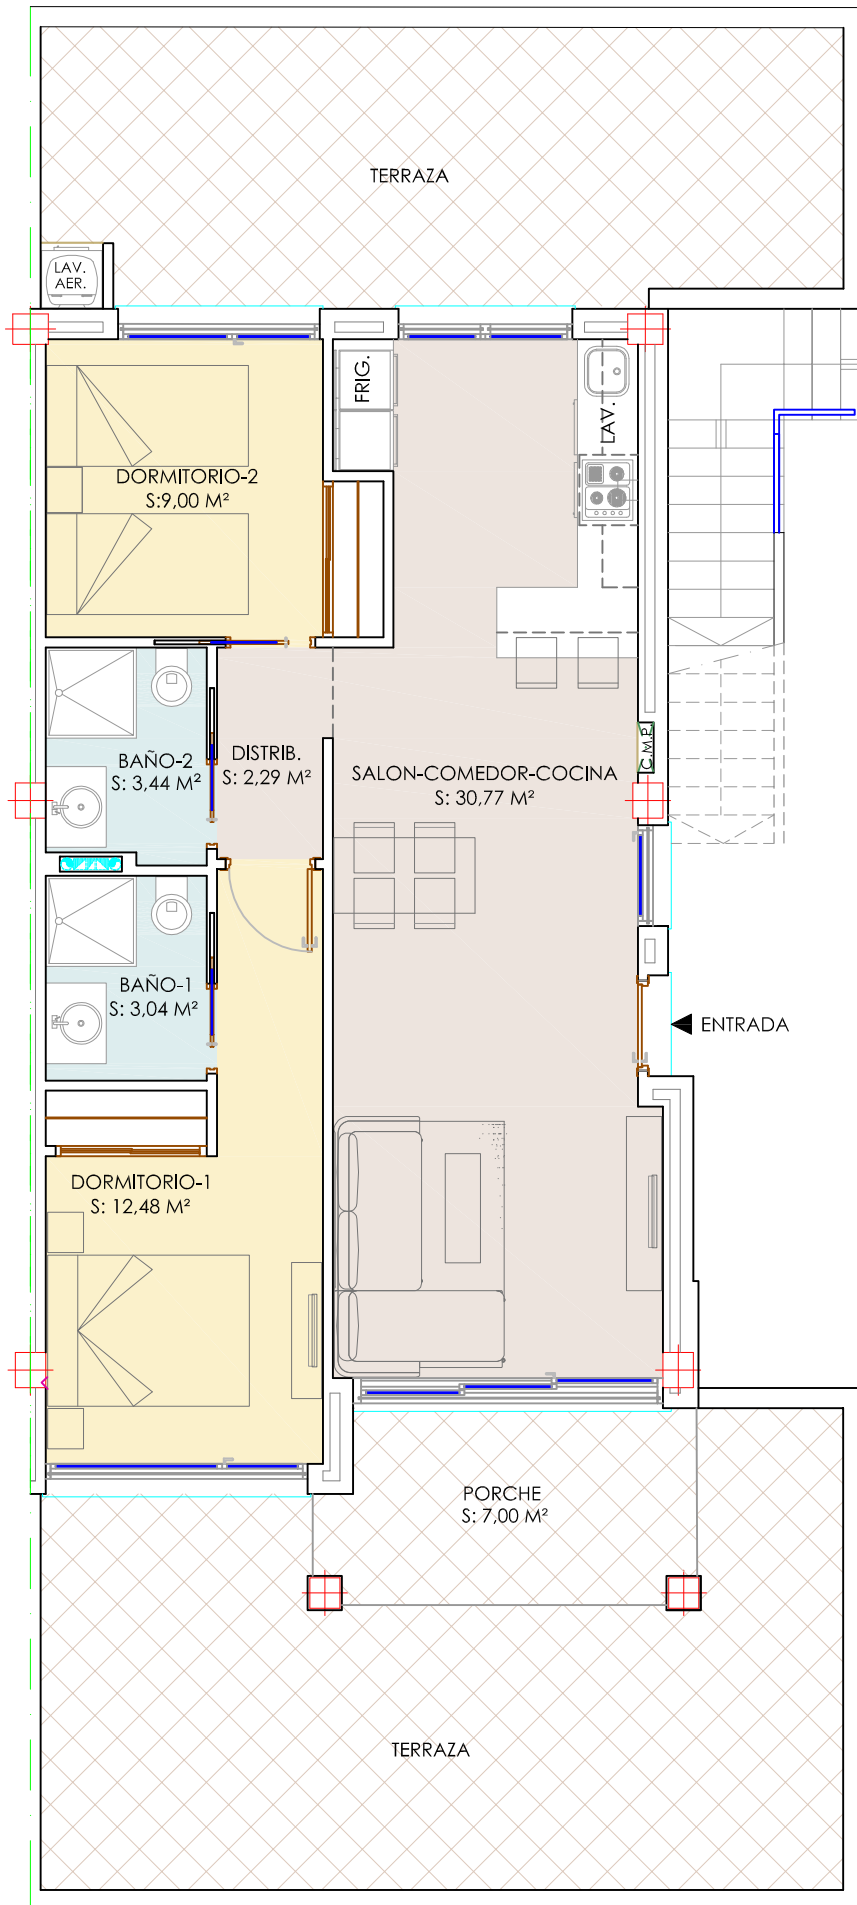 TERRAZA
LAV.
AER.
FRIG.
LAV.
DORMITORIO-2
S:9,00 M²
C.M.P.
BAÑO-2
S: 3,44 M²
DISTRIB.
S: 2,29 M²
SALON-COMEDOR-COCINA
S: 30,77 M²
BAÑO-1
S: 3,04 M²
ENTRADA
DORMITORIO-1
S: 12,48 M²
PORCHE
S: 7,00 M²
TERRAZA